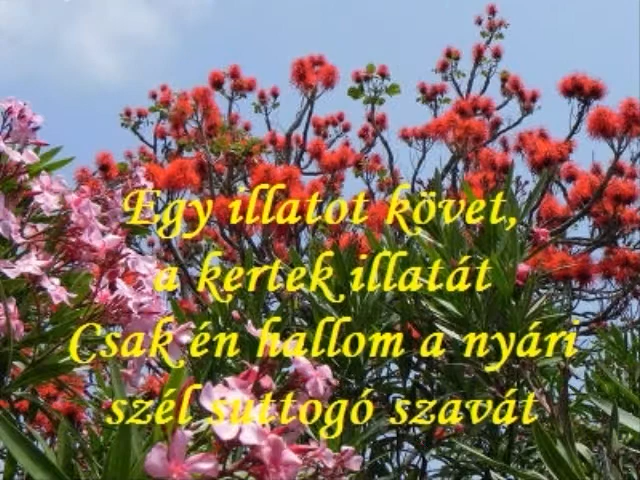 Egy illatot követ,
a kertek illatát
Csak én hallom a nyári
szél suttogó szavát